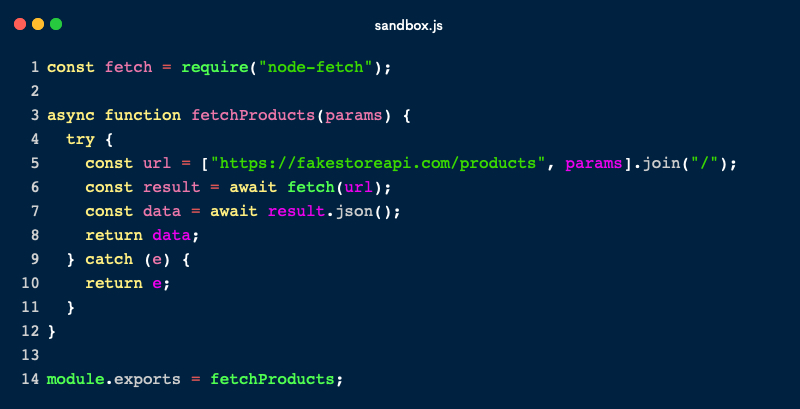 sandbox.js
1 const fetch = require("node-fetch");
2
3 async function fetchProducts(params) {
4   try {
5     const url = ["https://fakestoreapi.com/products", params].join("/");
6     const result = await fetch(url);
7     const data = await result.json();
8     return data;
9   } catch (e) {
10     return e;
11   }
12 }
13
14 module.exports = fetchProducts;